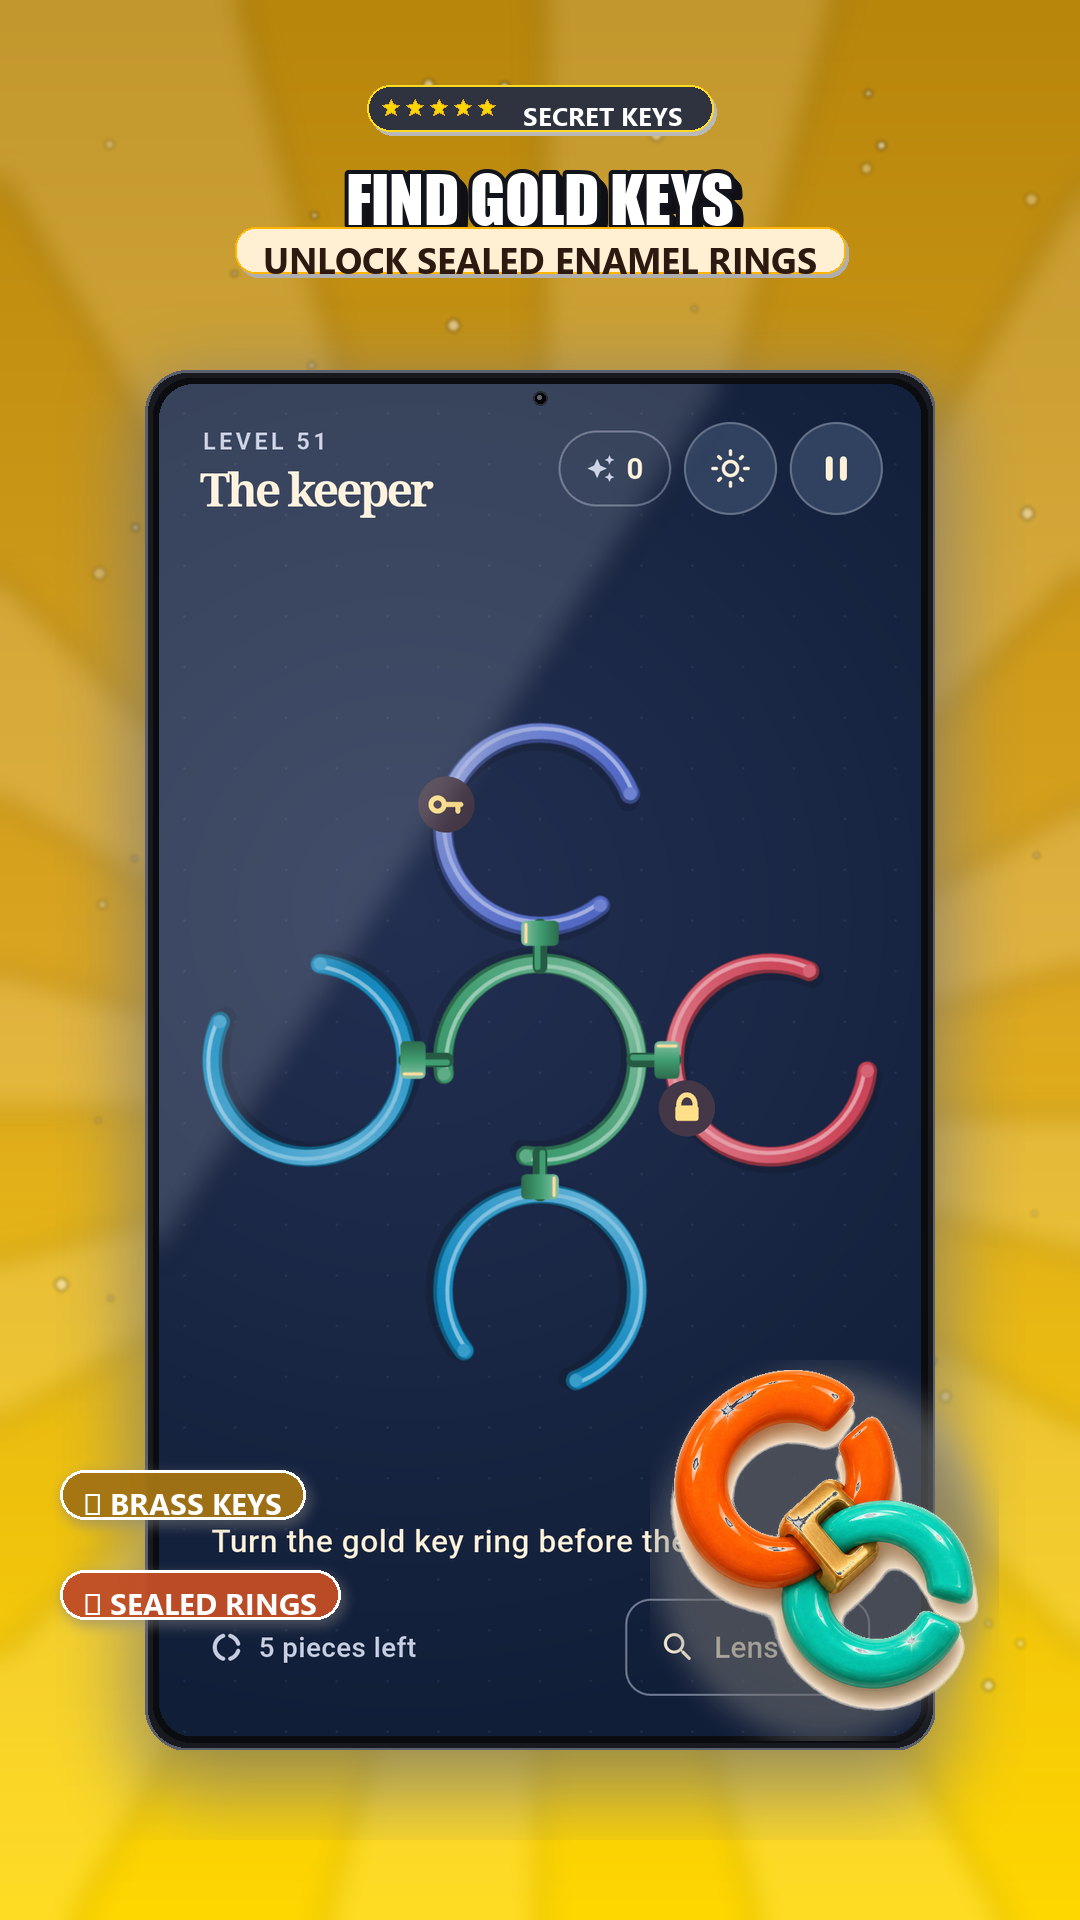 ★★★★★ SECRET KEYS
FIND GOLD KEYS
UNLOCK SEALED ENAMEL RINGS
LEVEL 51
The keeper
0
BRASS KEYS
Turn the gold key ring before the
SEALED RINGS
5 pieces left
Lens